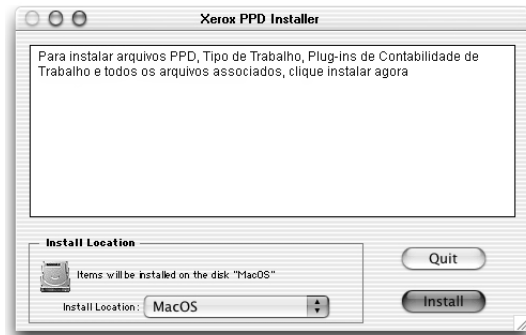 Xerox PPD Installer
Para instalar arquivos PPD, Tipo de Trabalho, Plug-ins de Contabilidade de
Trabalho e todos os arquivos associados, clique instalar agora
Install Location
Items will be installed on the disk "MacOS"
Install Location: MacOS
Quit
Install